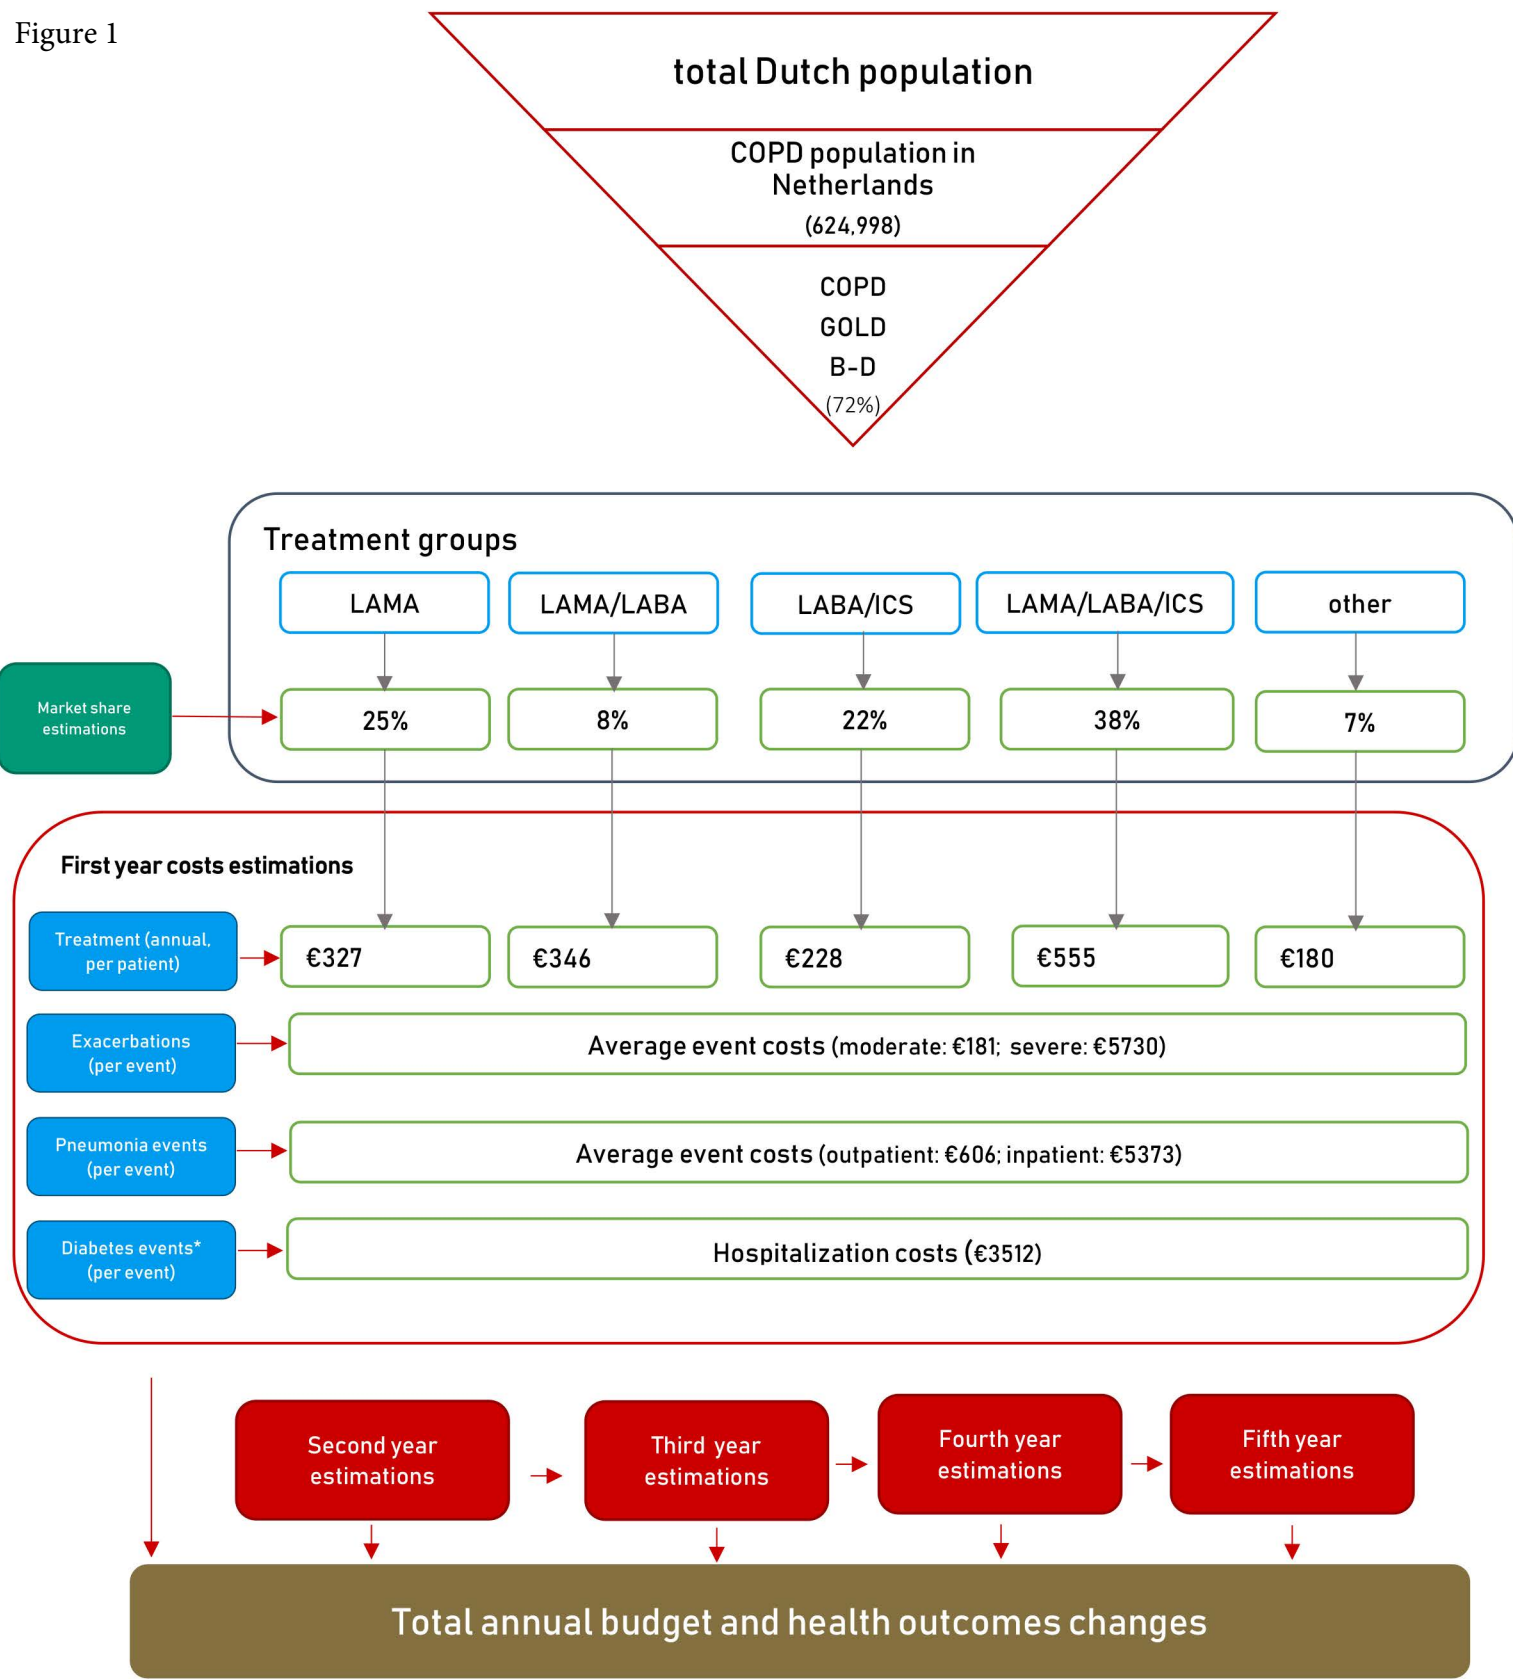 Figure 1
total Dutch population
COPD population in
Netherlands
(624,998)
COPD
GOLD
B-D
(72%)
Treatment groups
LAMA
LAMA/LABA
LABA/ICS
LAMA/LABA/ICS
other
Market share
estimations
25%
8%
22%
38%
7%
First year costs estimations
Treatment (annual,
per patient)
€327
€346
€228
€555
€180
Exacerbations
(per event)
Average event costs (moderate: €181; severe: €5730)
Pneumonia events
(per event)
Average event costs (outpatient: €606; inpatient: €5373)
Diabetes events*
(per event)
Hospitalization costs (€3512)
Second year
estimations
Third year
estimations
Fourth year
estimations
Fifth year
estimations
Total annual budget and health outcomes changes